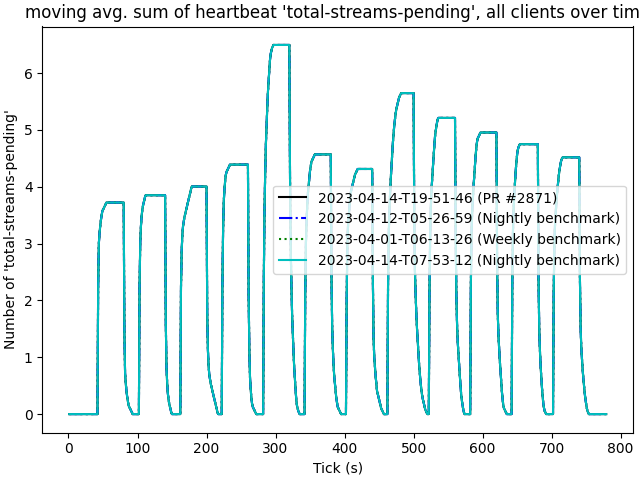 moving avg. sum of heartbeat 'total-streams-pending', all clients over tim
Number of 'total-streams-pending'
6
5
4
3
2
1
0
2023-04-14-T19-51-46 (PR #2871)
2023-04-12-T05-26-59 (Nightly benchmark)
2023-04-01-T06-13-26 (Weekly benchmark)
2023-04-14-T07-53-12 (Nightly benchmark)
0 100 200 300 400 500 600 700 800
Tick (s)